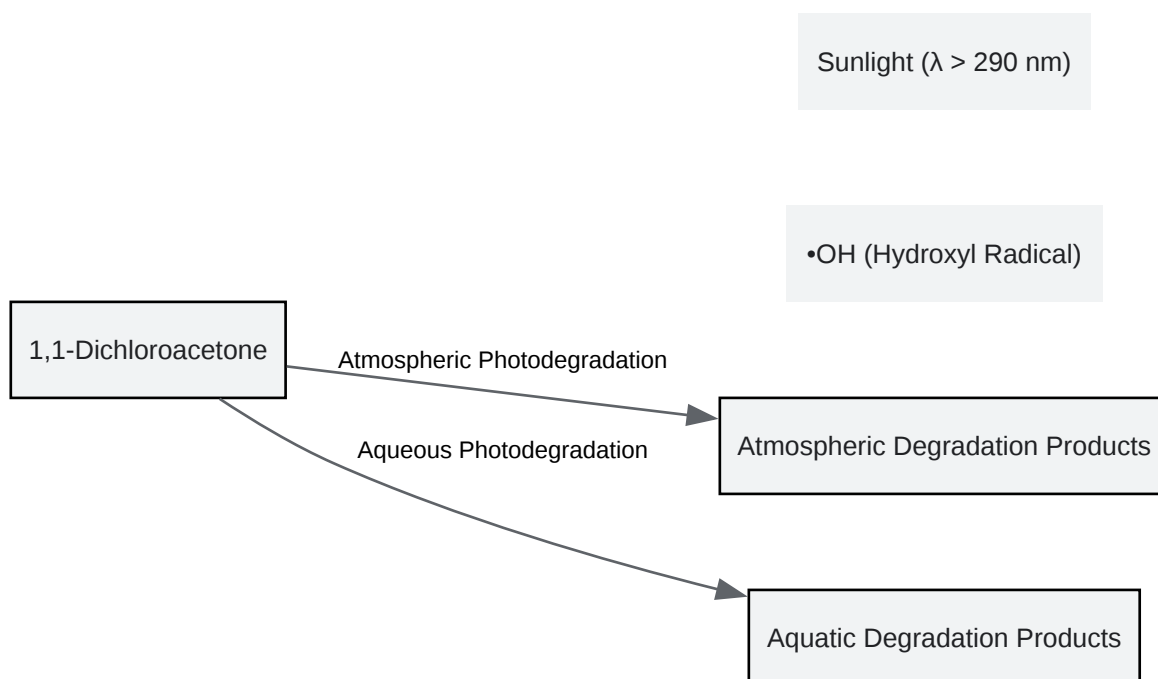 Sunlight (λ > 290 nm)
•OH (Hydroxyl Radical)
1,1-Dichloroacetone
Atmospheric Photodegradation
Aqueous Photodegradation
Atmospheric Degradation Products
Aquatic Degradation Products